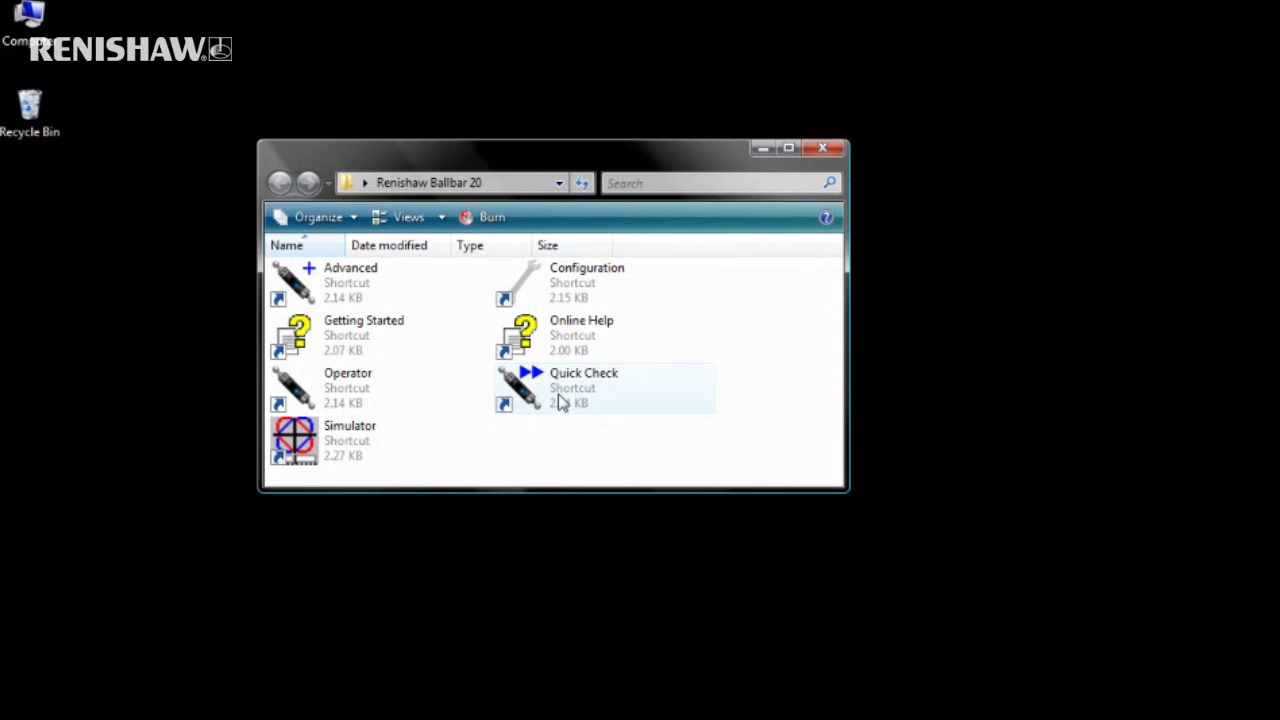 RENISHAW
Recycle Bin
Renishaw Ballbar 20
Search
Organize
Views
Burn
Name
Date modified
Type
Size
Advanced
Shortcut
2.14 KB
Configuration
Shortcut
2.15 KB
Getting Started
Shortcut
2.07 KB
Online Help
Shortcut
2.00 KB
Operator
Shortcut
2.14 KB
Quick Check
Shortcut
KB
Simulator
Shortcut
2.27 KB